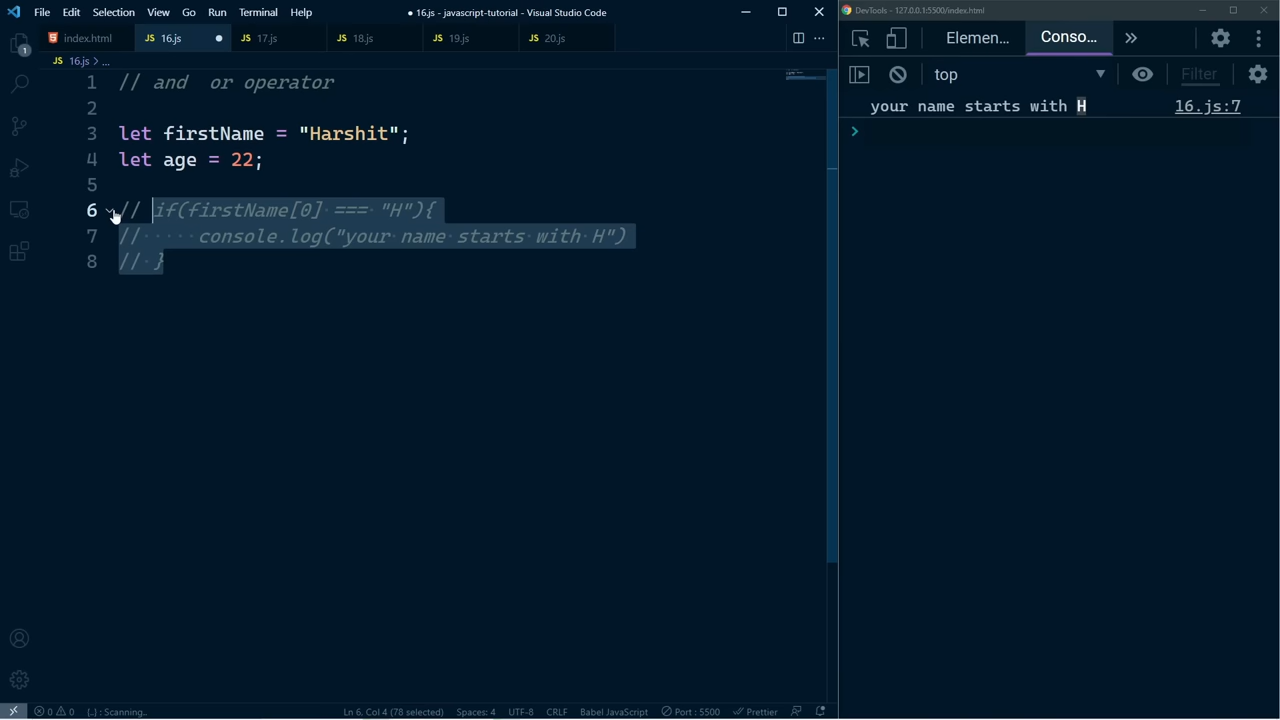 File Edit Selection View Go Run Terminal Help ● 16.js - javascript-tutorial - Visual Studio Code
DevTools - 127.0.0.1:5500/index.html
index.html JS 16.js ● JS 17.js JS 18.js JS 19.js JS 20.js
Elemen... Conso... »
JS 16.js > ...
top Filter
1 // and or operator
2
3 let firstName = "Harshit";
4 let age = 22;
5
6 // if(firstName[0] === "H"){
7 // console.log("your name starts with H")
8 // }
your name starts with H 16.js:7
>
1
0 0 {..} : Scanning.. Ln 6, Col 4 (78 selected) Spaces: 4 UTF-8 CRLF Babel JavaScript Port : 5500 Prettier